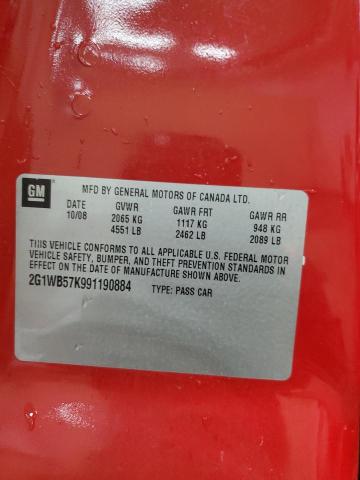 GM
MFD BY GENERAL MOTORS OF CANADA LTD.
DATE GVWR GAWR FRT GAWR RR
10/08 2065 KG 1117 KG 948 KG
4551 LB 2462 LB 2089 LB
THIS VEHICLE CONFORMS TO ALL APPLICABLE U.S. FEDERAL MOTOR
VEHICLE SAFETY, BUMPER, AND THEFT PREVENTION STANDARDS IN
EFFECT ON THE DATE OF MANUFACTURE SHOWN ABOVE.
2G1WB57K991190884 TYPE: PASS CAR